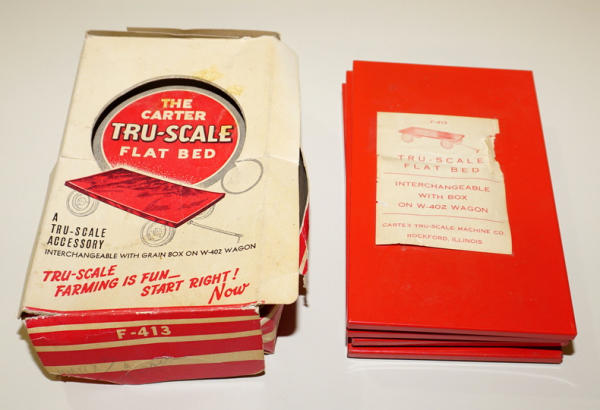 THE
CARTER
TRU-SCALE
FLAT BED
A
TRU-SCALE
ACCESSORY
INTERCHANGEABLE WITH GRAIN BOX ON W-402 WAGON
TRU-SCALE
FARMING IS FUN—
START RIGHT!
Now
F-413
F-413
TRU-SCALE
FLAT BED
INTERCHANGEABLE
WITH BOX
ON W-402 WAGON
CARTER TRU-SCALE MACHINE CO.
ROCKFORD, ILLINOIS